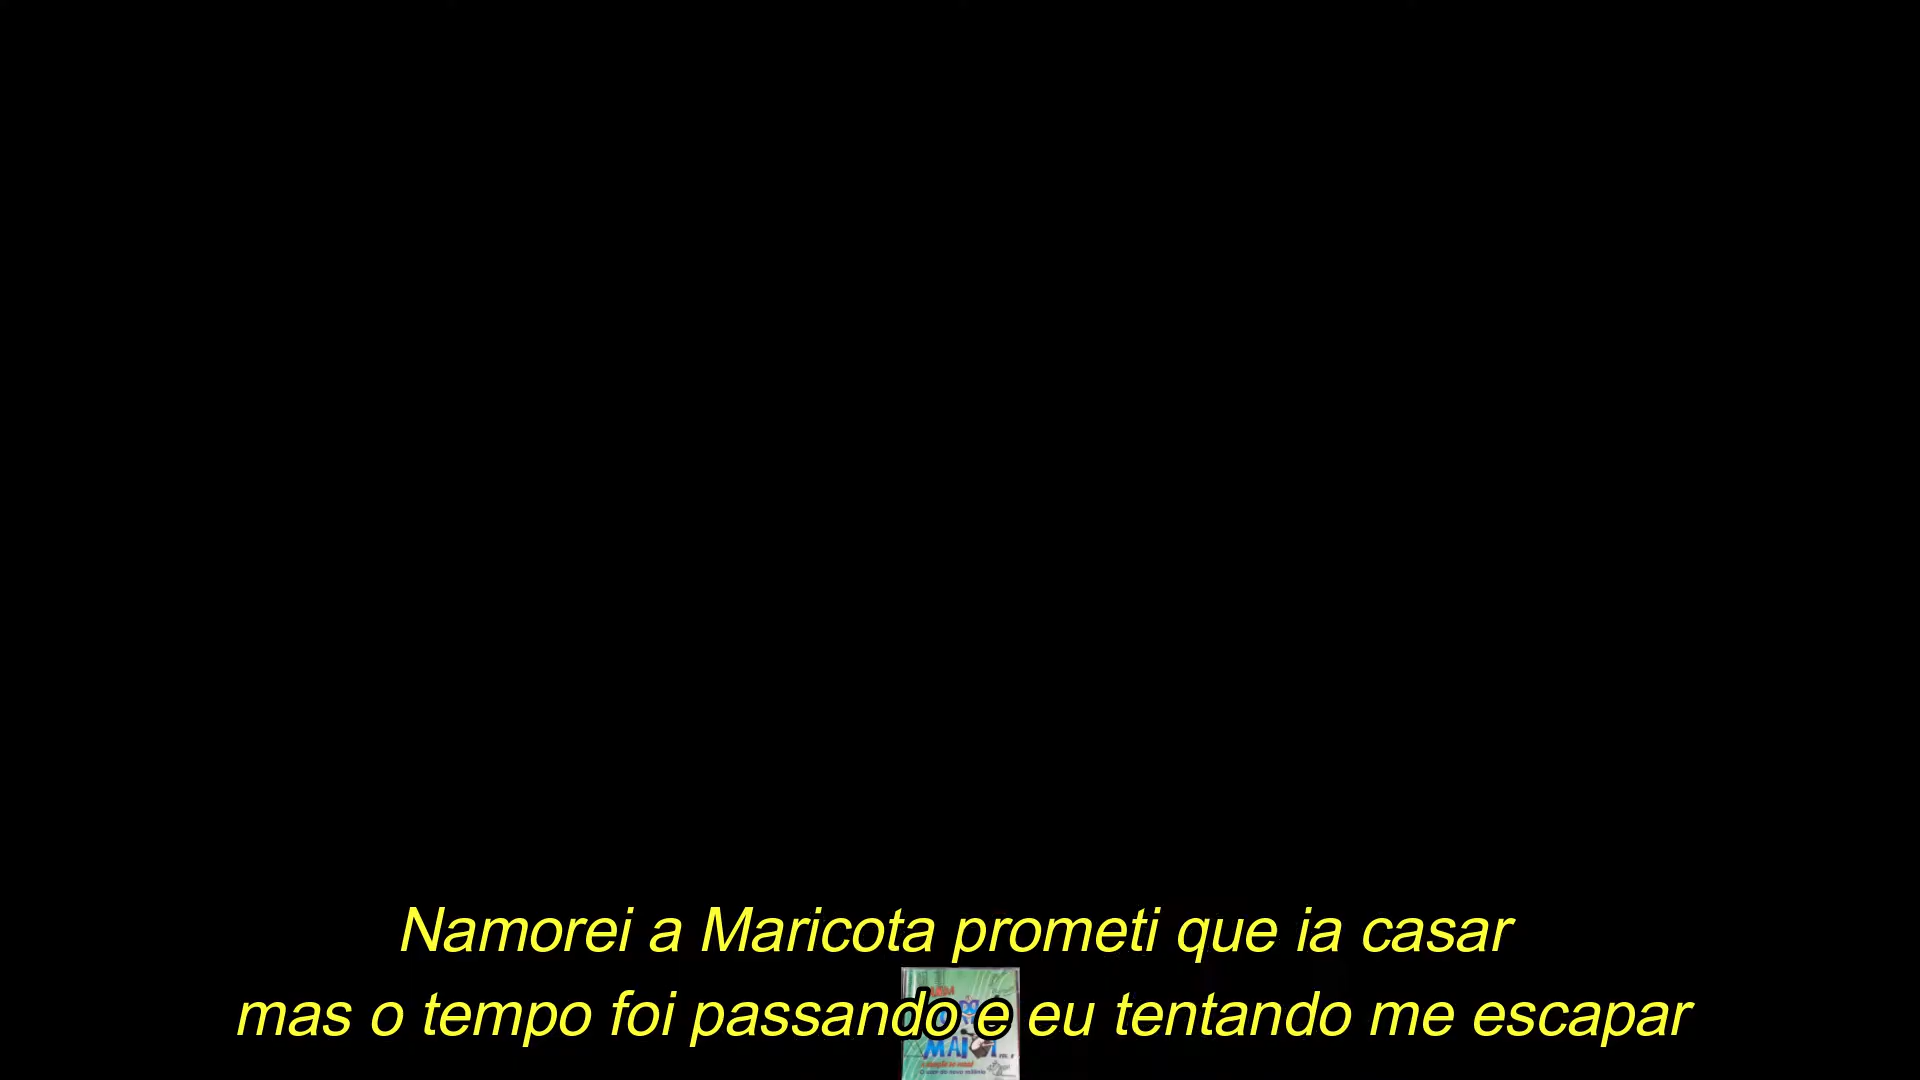 Namorei a Maricota prometi que ia casar
mas o tempo foi passando e eu tentando me escapar